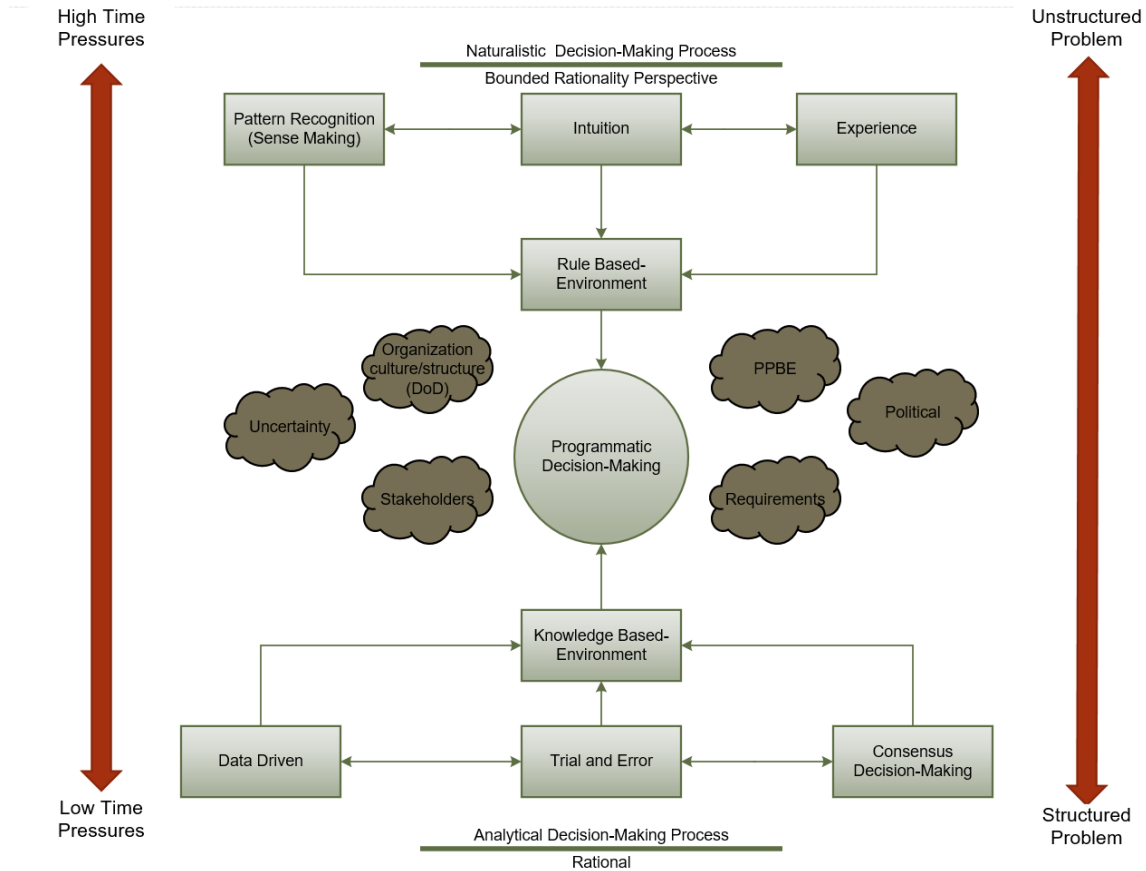 High Time
Pressures
Unstructured
Problem
Naturalistic Decision-Making Process
Bounded Rationality Perspective
Pattern Recognition
(Sense Making)
Intuition
Experience
Rule Based-
Environment
Organization
culture/structure
(DoD)
PPBE
Uncertainty
Political
Programmatic
Decision-Making
Stakeholders
Requirements
Knowledge Based-
Environment
Data Driven
Trial and Error
Consensus
Decision-Making
Low Time
Pressures
Structured
Problem
Analytical Decision-Making Process
Rational